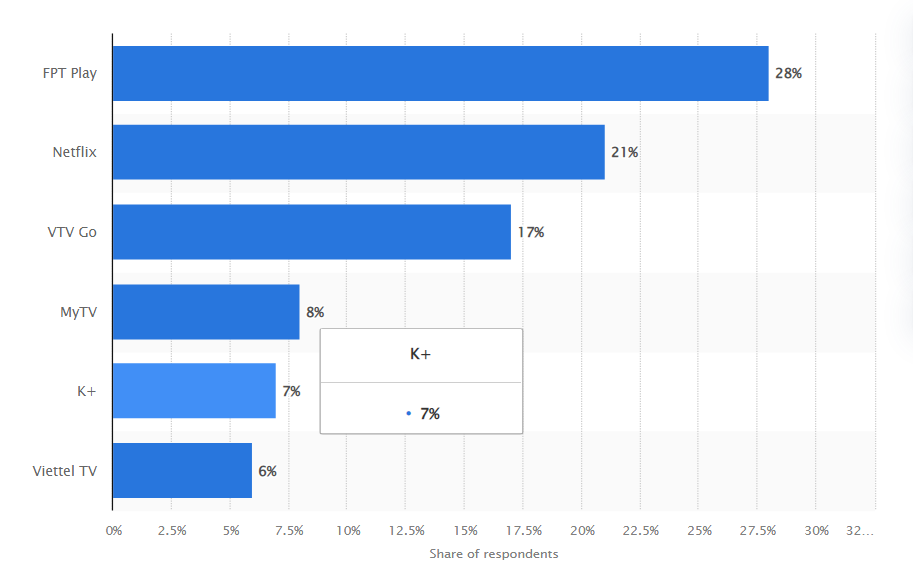 FPT Play 28%
Netflix 21%
VTV Go 17%
MyTV 8%
K+
K+ 7%
• 7%
Viettel TV 6%
0% 2.5% 5% 7.5% 10% 12.5% 15% 17.5% 20% 22.5% 25% 27.5% 30% 32...
Share of respondents